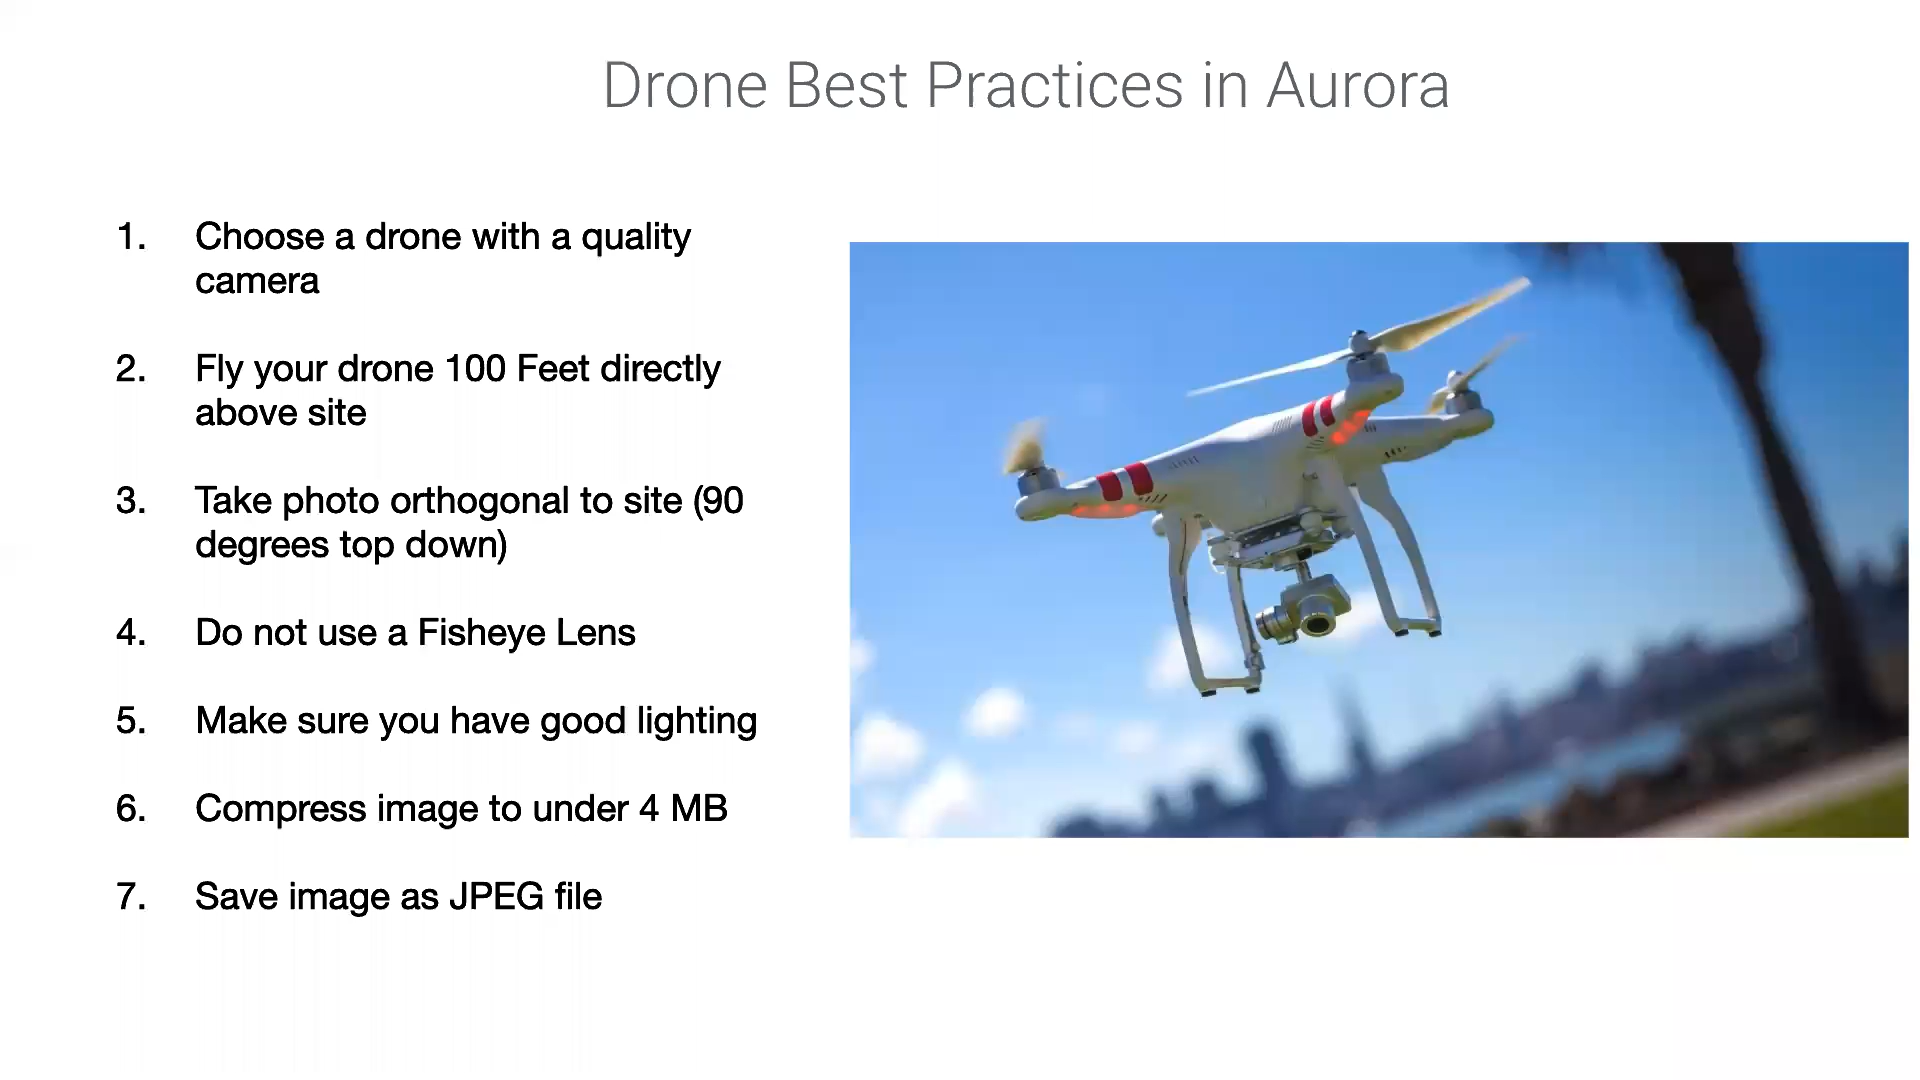 Drone Best Practices in Aurora
1. Choose a drone with a quality
camera
2. Fly your drone 100 Feet directly
above site
3. Take photo orthogonal to site (90
degrees top down)
4. Do not use a Fisheye Lens
5. Make sure you have good lighting
6. Compress image to under 4 MB
7. Save image as JPEG file